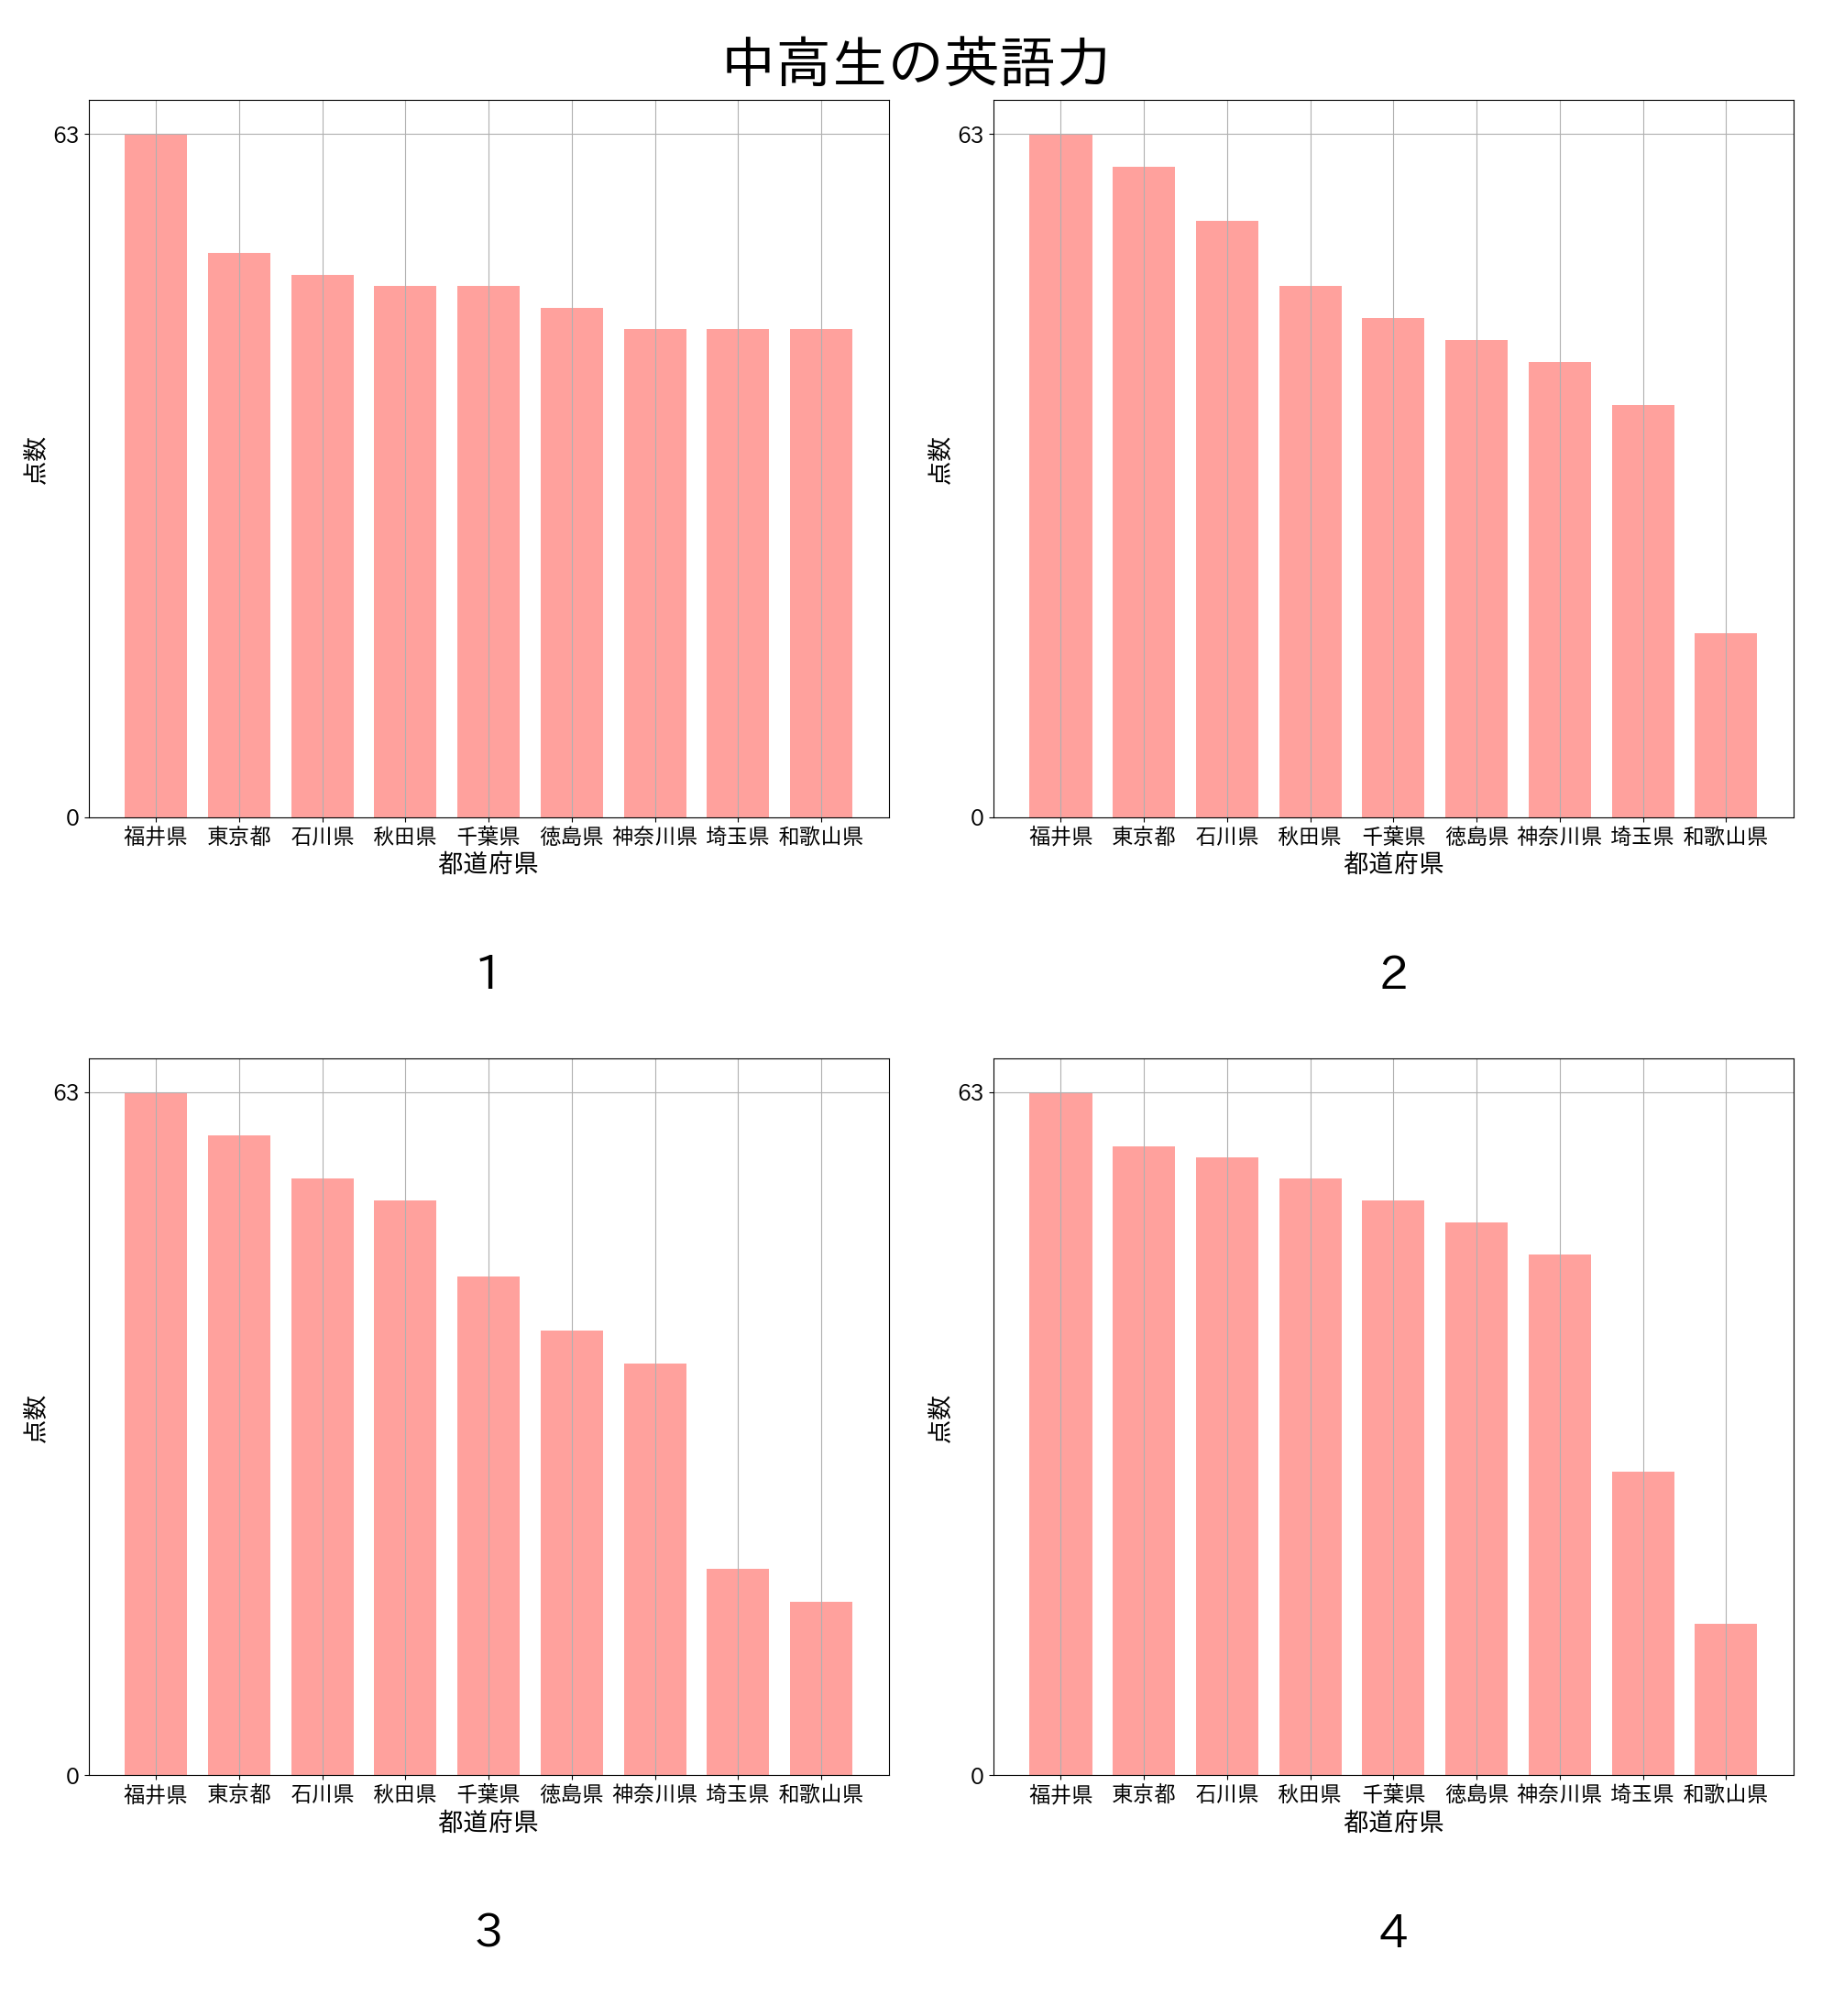 中高生の英語力
63
点数
0
福井県 東京都 石川県 秋田県 千葉県 徳島県 神奈川県 埼玉県 和歌山県
都道府県
1
63
点数
0
福井県 東京都 石川県 秋田県 千葉県 徳島県 神奈川県 埼玉県 和歌山県
都道府県
2
63
点数
0
福井県 東京都 石川県 秋田県 千葉県 徳島県 神奈川県 埼玉県 和歌山県
都道府県
3
63
点数
0
福井県 東京都 石川県 秋田県 千葉県 徳島県 神奈川県 埼玉県 和歌山県
都道府県
4